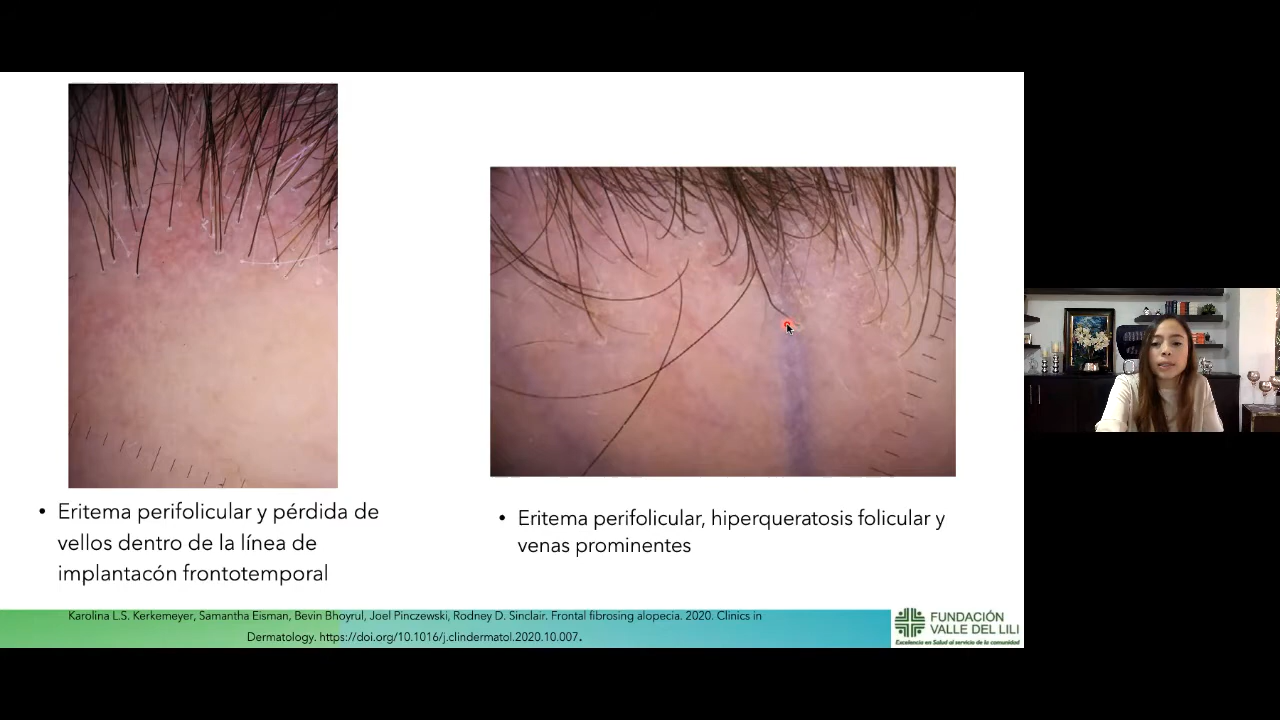 • Eritema perifolicular y pérdida de
vellos dentro de la línea de
implantacón frontotemporal
• Eritema perifolicular, hiperqueratosis folicular y
venas prominentes
Karolina L.S. Kerkemeyer, Samantha Eisman, Bevin Bhoyrul, Joel Pinczewski, Rodney D. Sinclair. Frontal fibrosing alopecia. 2020. Clinics in
Dermatology. https://doi.org/10.1016/j.clindermatol.2020.10.007.
FUNDACIÓN
VALLE DEL LILI
Excelencia en Salud al servicio de la comunidad